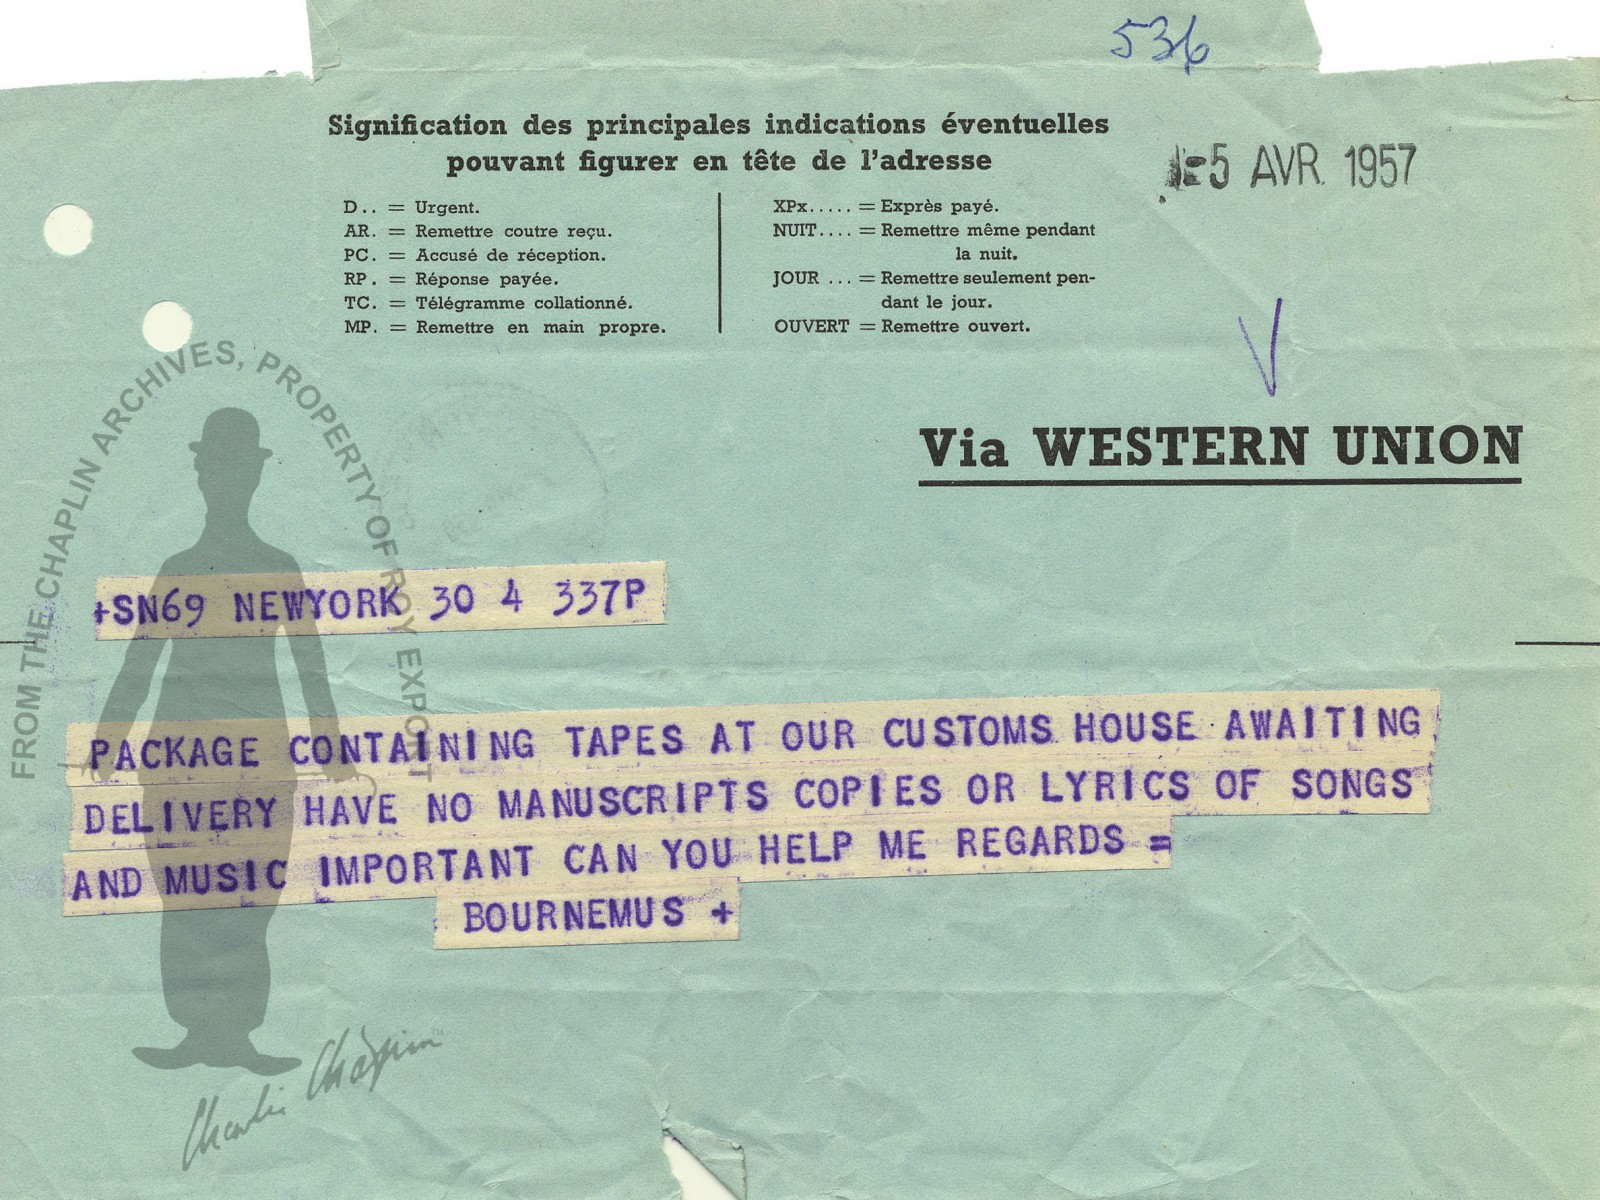 536
Signification des principales indications éventuelles
pouvant figurer en tête de l'adresse
-5 AVR. 1957
D.. = Urgent.
AR. = Remettre coutre reçu.
PC. = Accusé de réception.
RP. = Réponse payée.
TC. = Télégramme collationné.
MP. = Remettre en main propre.
XPx..... = Exprès payé.
NUIT.... = Remettre même pendant
la nuit.
JOUR ... = Remettre seulement pen-
dant le jour.
OUVERT = Remettre ouvert.
Via WESTERN UNION
+SN69 NEWYORK 30 4 337P
PACKAGE CONTAINING TAPES AT OUR CUSTOMS HOUSE AWAITING
DELIVERY HAVE NO MANUSCRIPTS COPIES OR LYRICS OF SONGS
AND MUSIC IMPORTANT CAN YOU HELP ME REGARDS =
BOURNEMUS +
FROM THE CHAPLIN ARCHIVES, PROPERTY OF ROY EXPORT
Charlie Chaplin